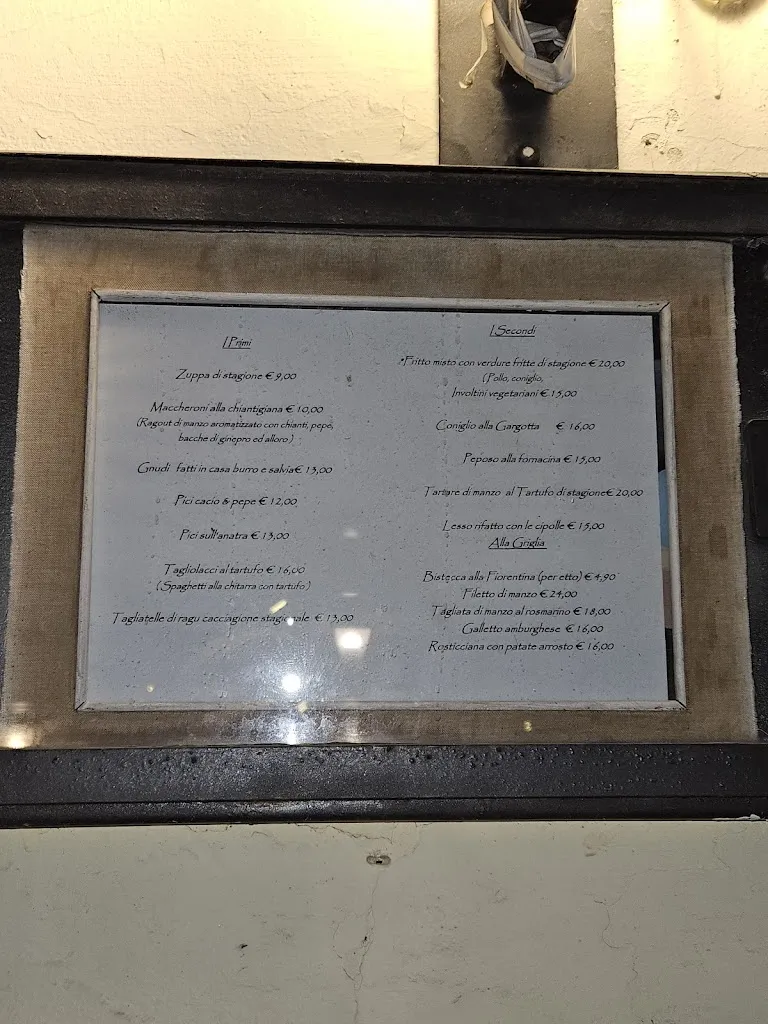 I Primi
Zuppa di stagione € 9,00
Maccheroni alla chiantigiana € 10,00
(Ragout di manzo aromatizzato con chianti, pepe,
bacche di ginepro ed alloro)
Gnudi fatti in casa burro e salvia€ 13,00
Pici cacio & pepe € 12,00
Pici sull'anatra € 13,00
Tagliolacci al tartufo € 16,00
(Spaghetti alla chitarra con tartufo)
Tagliatelle di ragu cacciagione stagionale € 13,00
I Secondi
*Fritto misto con verdure fritte di stagione € 20,00
(Pollo, coniglio,
Involtini vegetariani € 15,00
Coniglio alla Gargotta € 16,00
Peposo alla fornacina € 15,00
Tartare di manzo al Tartufo di stagione€ 20,00
Lesso rifatto con le cipolle € 15,00
Alla Griglia
Bistecca alla Fiorentina (per etto) € 4,90
Filetto di manzo € 24,00
Tagliata di manzo al rosmarino € 18,00
Galletto amburghese € 16,00
Rosticciana con patate arrosto € 16,00